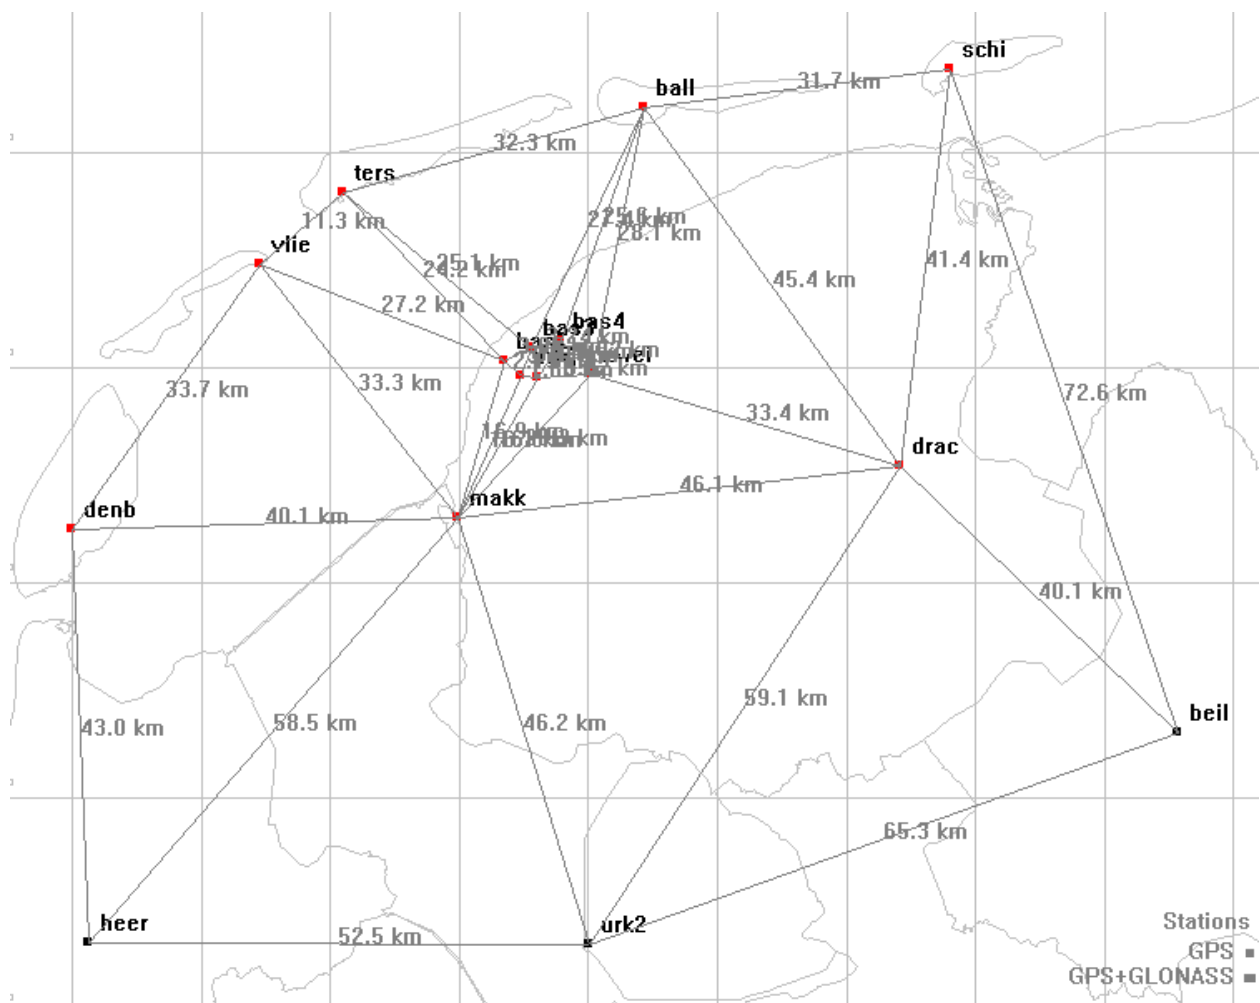 schi
31.7 km
ball
32.3 km
ters
11.3 km
28.1 km
vlie
25.1 km
41.4 km
45.4 km
27.2 km
bas4
33.7 km
33.3 km
72.6 km
33.4 km
16.9 km
drac
46.1 km
makk
denb
40.1 km
40.1 km
59.1 km
beil
43.0 km
58.5 km
46.2 km
65.3 km
heer
urk2
52.5 km
Stations
GPS
GPS+GLONASS